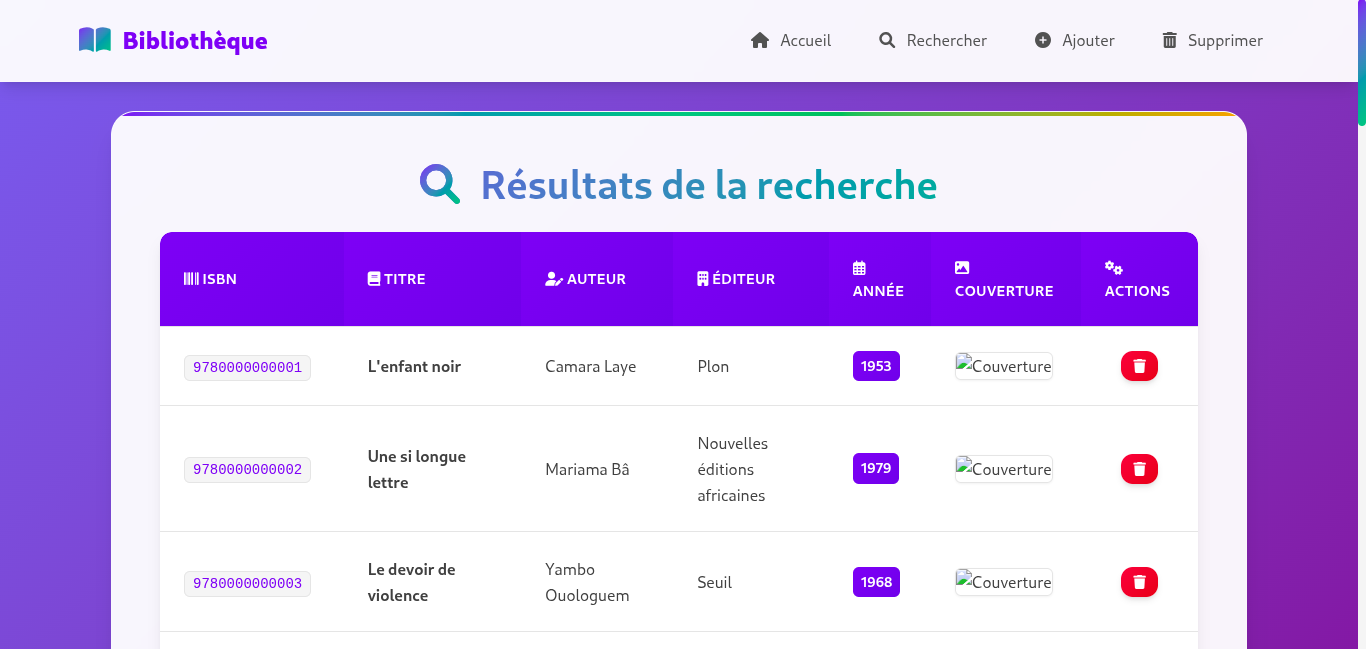 Bibliothèque
Accueil
Rechercher
Ajouter
Supprimer
Résultats de la recherche
ISBN
TITRE
AUTEUR
ÉDITEUR
ANNÉE
COUVERTURE
ACTIONS
9780000000001
L'enfant noir
Camara Laye
Plon
1953
Couverture
9780000000002
Une si longue
lettre
Mariama Bâ
Nouvelles
éditions
africaines
1979
Couverture
9780000000003
Le devoir de
violence
Yambo
Ouologuem
Seuil
1968
Couverture